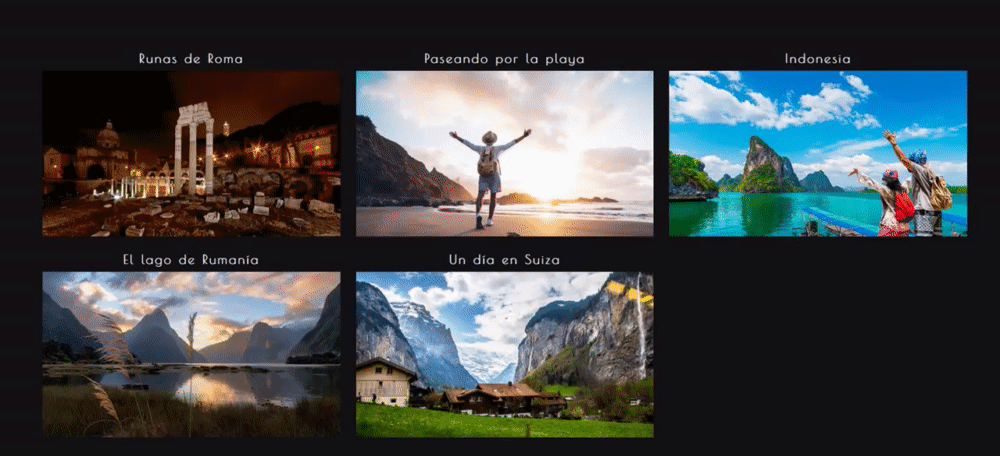 Runas de Roma
Paseando por la playa
Indonesia
El lago de Rumanía
Un día en Suiza